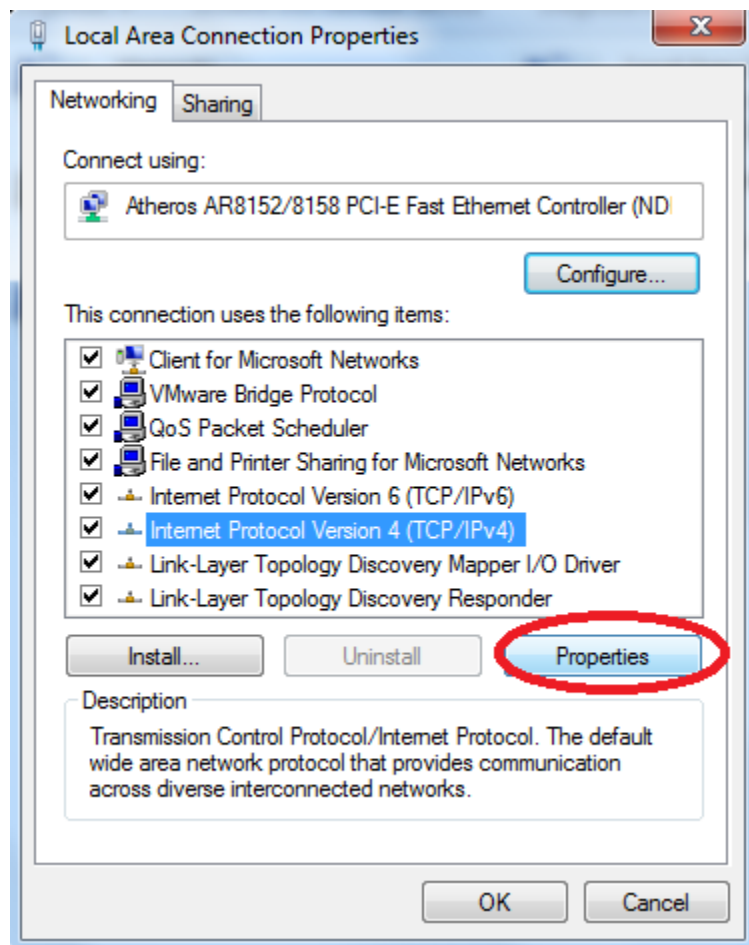 Local Area Connection Properties
Networking Sharing
Connect using:
Atheros AR8152/8158 PCI-E Fast Ethernet Controller (ND
Configure...
This connection uses the following items:
Client for Microsoft Networks
VMware Bridge Protocol
QoS Packet Scheduler
File and Printer Sharing for Microsoft Networks
Internet Protocol Version 6 (TCP/IPv6)
Internet Protocol Version 4 (TCP/IPv4)
Link-Layer Topology Discovery Mapper I/O Driver
Link-Layer Topology Discovery Responder
Install... Uninstall Properties
Description
Transmission Control Protocol/Internet Protocol. The default
wide area network protocol that provides communication
across diverse interconnected networks.
OK Cancel